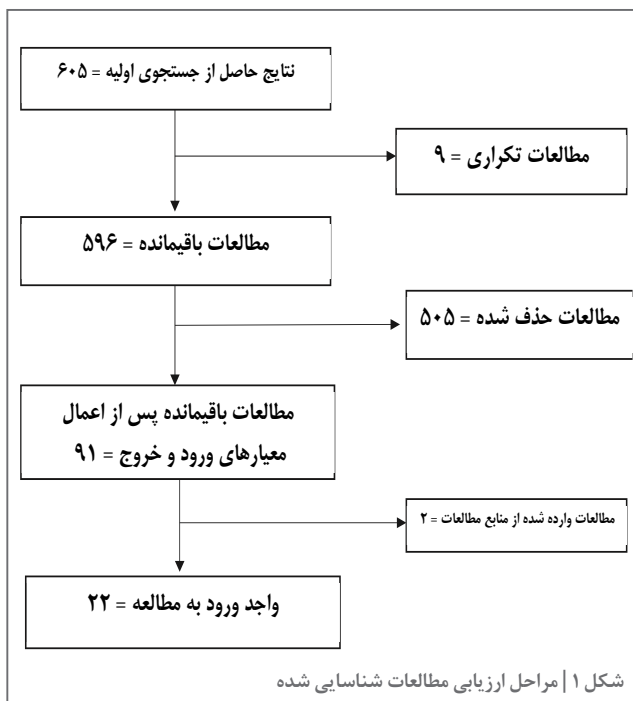 نتایج حاصل از جستجوی اولیه = ۶۰۵
مطالعات تکراری = ۹
مطالعات باقیمانده = ۵۹۶
مطالعات حذف شده = ۵۰۵
مطالعات باقیمانده پس از اعمال
معیارهای ورود و خروج = ۹۱
مطالعات وارده شده از منابع مطالعات = ۲
واجد ورود به مطالعه = ۲۲
شکل ۱ | مراحل ارزیابی مطالعات شناسایی شده